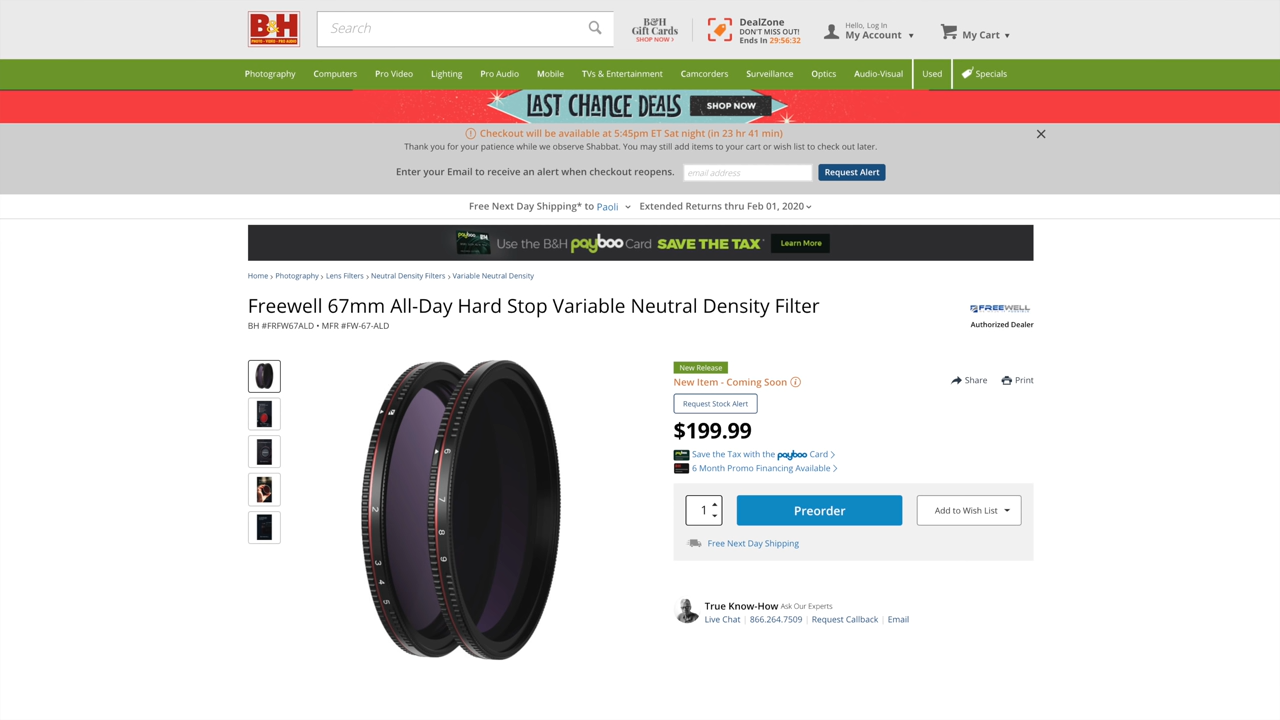 B&H
PHOTO - VIDEO - PRO AUDIO
Search
B&H
Gift Cards
SHOP NOW ›
DealZone
DON'T MISS OUT!
Ends In 29:56:32
Hello, Log In
My Account
My Cart
Photography
Computers
Pro Video
Lighting
Pro Audio
Mobile
TVs & Entertainment
Camcorders
Surveillance
Optics
Audio-Visual
Used
Specials
LAST CHANCE DEALS
SHOP NOW
Checkout will be available at 5:45pm ET Sat night (in 23 hr 41 min)
Thank you for your patience while we observe Shabbat. You may still add items to your cart or wish list to check out later.
Enter your Email to receive an alert when checkout reopens.
email address
Request Alert
Free Next Day Shipping* to Paoli
Extended Returns thru Feb 01, 2020
Use the B&H payboo Card SAVE THE TAX*
Learn More
Home › Photography › Lens Filters › Neutral Density Filters › Variable Neutral Density
Freewell 67mm All-Day Hard Stop Variable Neutral Density Filter
BH #FRFW67ALD • MFR #FW-67-ALD
FREEWELL
Authorized Dealer
New Release
New Item - Coming Soon
Share
Print
Request Stock Alert
$199.99
Save the Tax with the payboo Card
6 Month Promo Financing Available
1
Preorder
Add to Wish List
Free Next Day Shipping
True Know-How Ask Our Experts
Live Chat | 866.264.7509 | Request Callback | Email
2
3
4
5
6
7
8
9